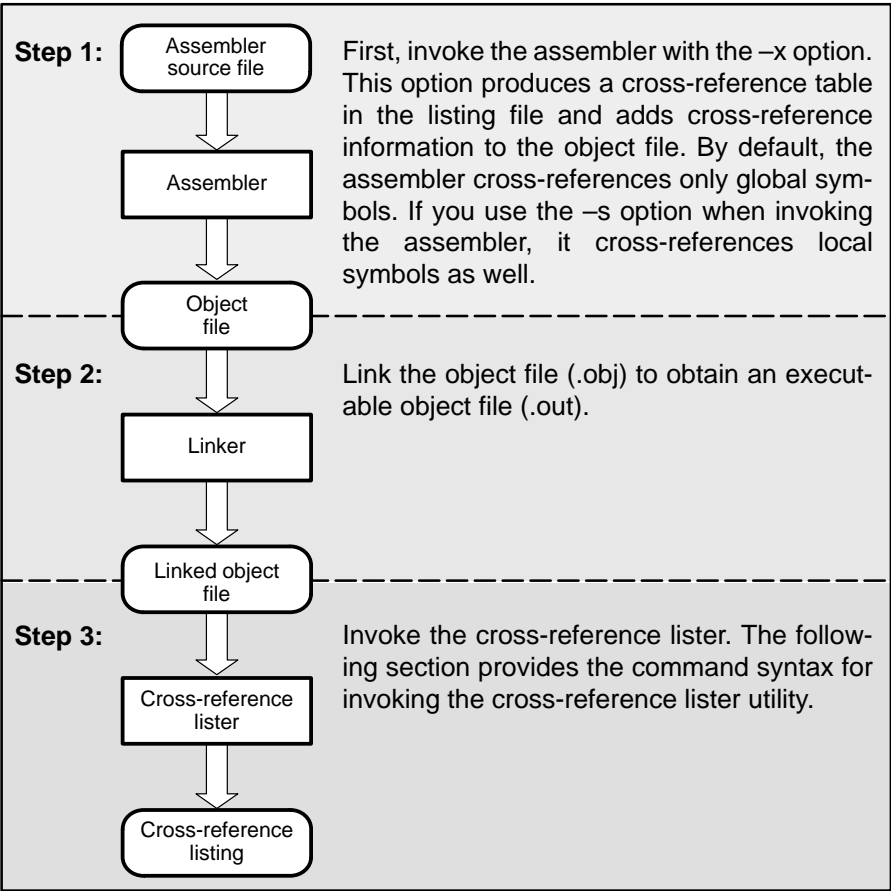 Step 1:
Assembler
source file
Assembler
Object
file
First, invoke the assembler with the –x option.
This option produces a cross-reference table
in the listing file and adds cross-reference
information to the object file. By default, the
assembler cross-references only global sym-
bols. If you use the –s option when invoking
the assembler, it cross-references local
symbols as well.
Step 2:
Linker
Linked object
file
Link the object file (.obj) to obtain an execut-
able object file (.out).
Step 3:
Cross-reference
lister
Cross-reference
listing
Invoke the cross-reference lister. The follow-
ing section provides the command syntax for
invoking the cross-reference lister utility.